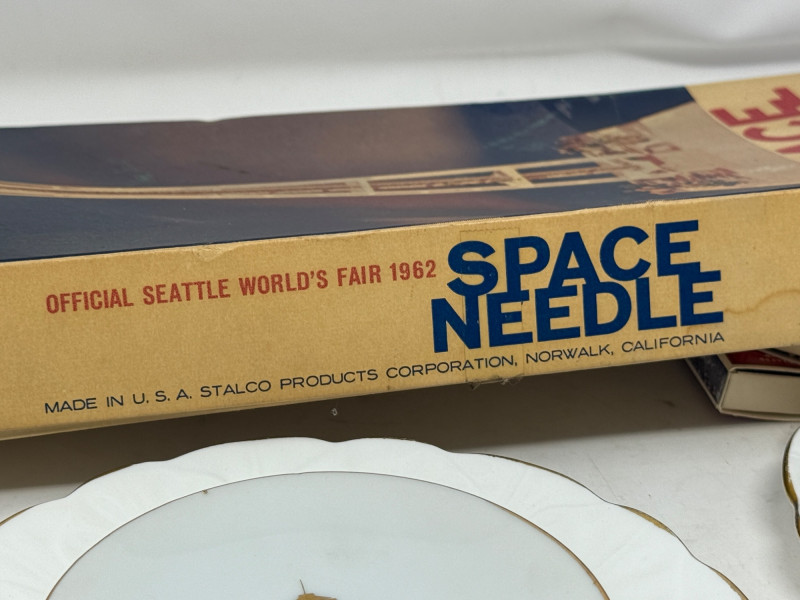 OFFICIAL SEATTLE WORLD'S FAIR 1962
SPACE
NEEDLE
MADE IN U. S. A. STALCO PRODUCTS CORPORATION, NORWALK, CALIFORNIA